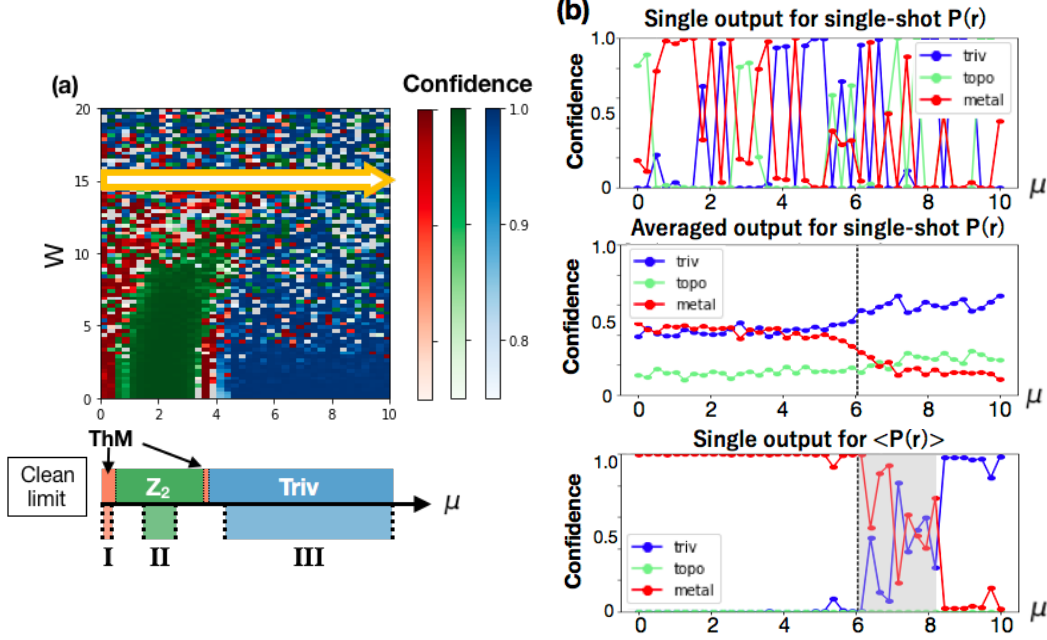 (a)
Confidence
20
15
10
5
0
W
0 2 4 6 8 10
1.0
0.9
0.8
ThM
Clean
limit
Z2
Triv
μ
I II III
(b)
Single output for single-shot P(r)
Confidence
1.0
0.5
0
triv
topo
metal
0 2 4 6 8 10 μ
Averaged output for single-shot P(r)
Confidence
1.0
0.5
0
triv
topo
metal
0 2 4 6 8 10 μ
Single output for <P(r)>
Confidence
1.0
0.5
0
triv
topo
metal
0 2 4 6 8 10 μ